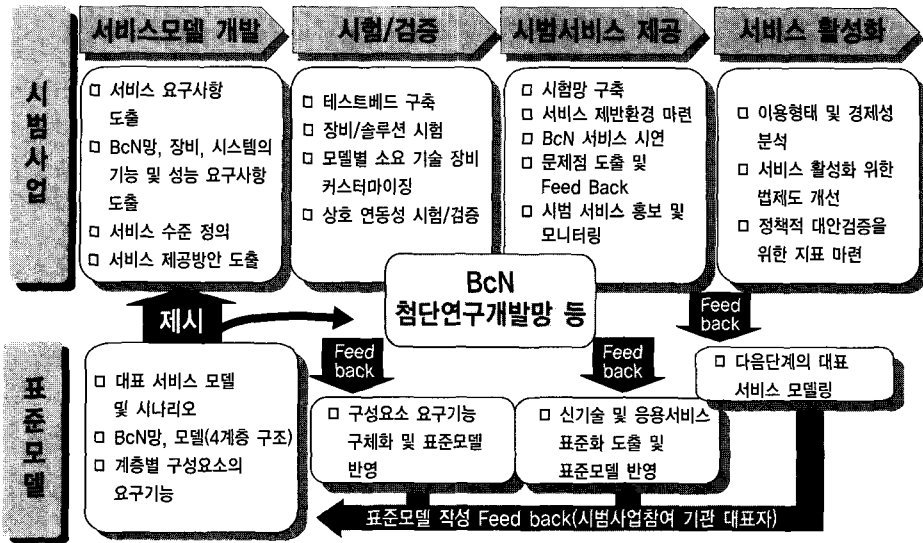 서비스모델 개발
시험/검증
시범서비스 제공
서비스 활성화
시범사업
□ 서비스 요구사항
도출
□ BcN망, 장비, 시스템의
기능 및 성능 요구사항
도출
□ 서비스 수준 정의
□ 서비스 제공방안 도출
□ 테스트베드 구축
□ 장비/솔루션 시험
□ 모델별 소요 기술 장비
커스터마이징
□ 상호 연동성 시험/검증
□ 시험망 구축
□ 서비스 제반환경 마련
□ BcN 서비스 시연
□ 문제점 도출 및
Feed Back
□ 시범 서비스 홍보 및
모니터링
□ 이용형태 및 경제성
분석
□ 서비스 활성화 위한
법제도 개선
□ 정책적 대안검증을
위한 지표 마련
BcN
첨단연구개발망 등
제시
Feed
back
Feed
back
Feed
back
표준모델
□ 대표 서비스 모델
및 시나리오
□ BcN망, 모델(4계층 구조)
□ 계층별 구성요소의
요구기능
□ 구성요소 요구기능
구체화 및 표준모델
반영
□ 신기술 및 응용서비스
표준화 도출 및
표준모델 반영
□ 다음단계의 대표
서비스 모델링
표준모델 작성 Feed back(시범사업참여 기관 대표자)